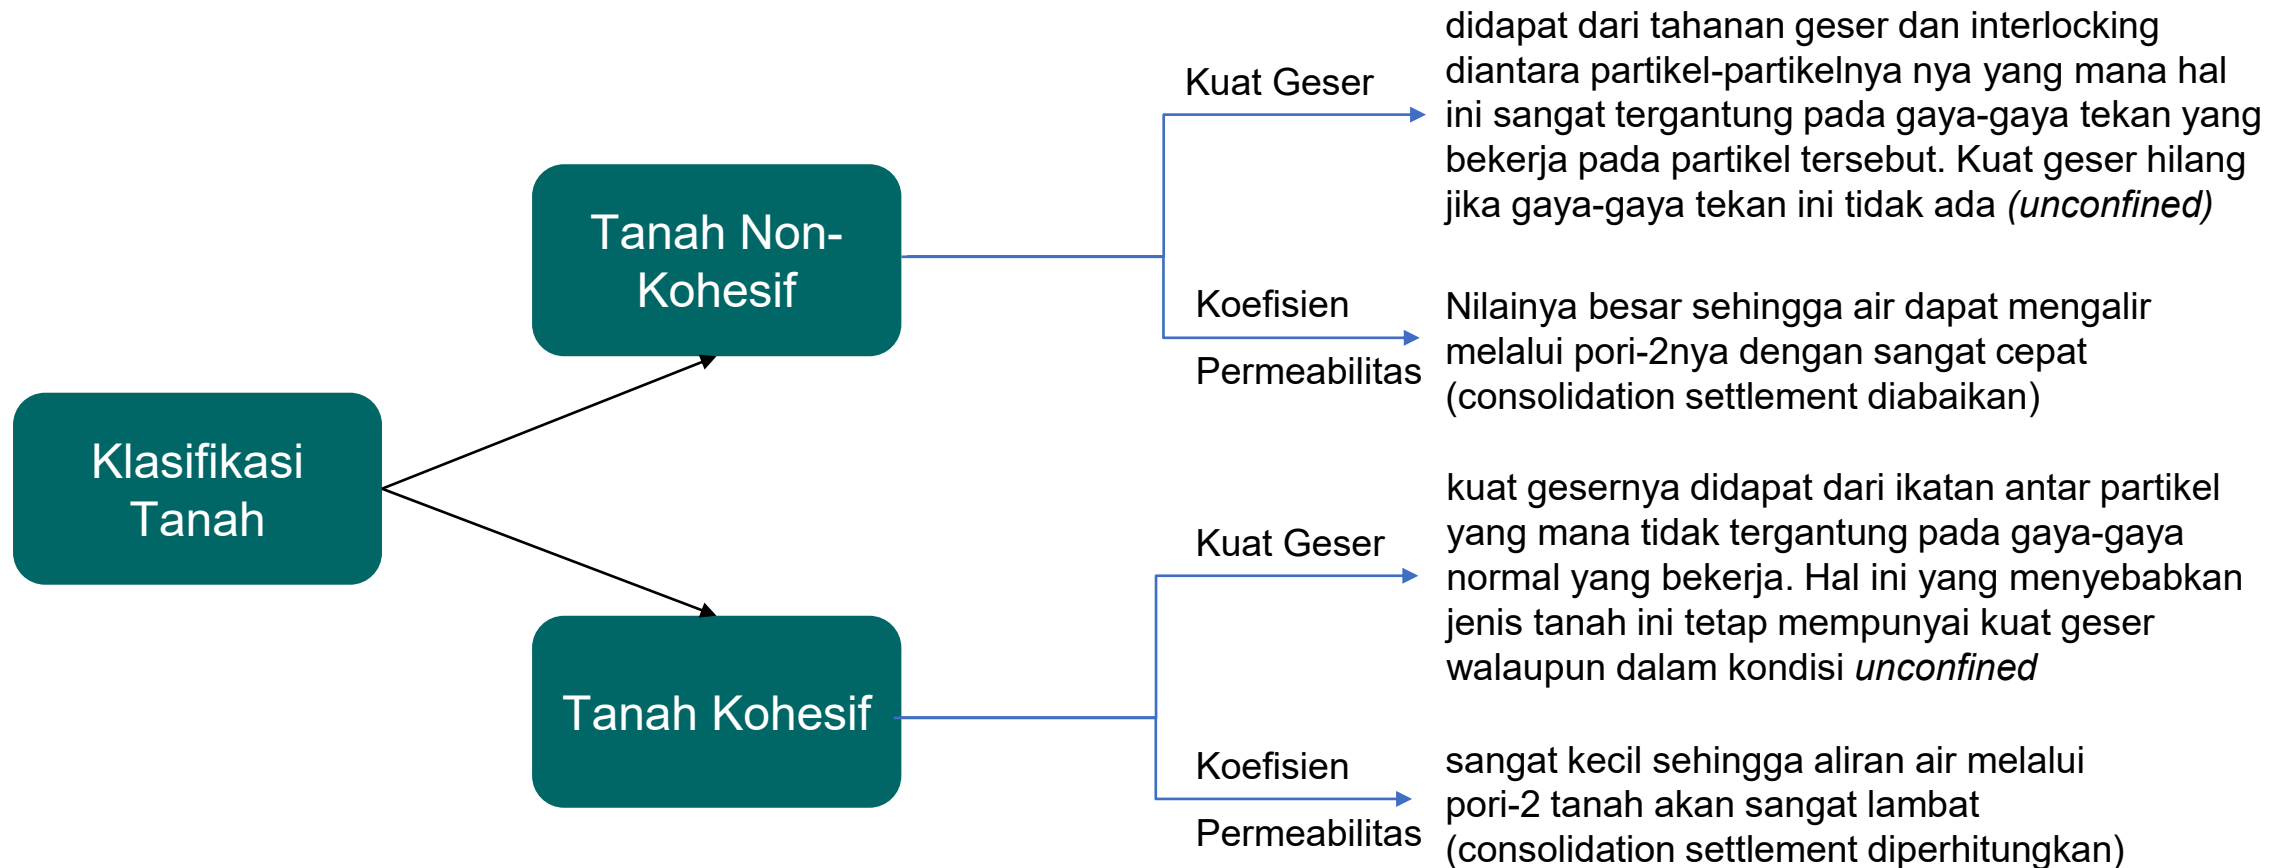 Klasifikasi
Tanah
Tanah Non-
Kohesif
Kuat Geser
didapat dari tahanan geser dan interlocking
diantara partikel-partikelnya nya yang mana hal
ini sangat tergantung pada gaya-gaya tekan yang
bekerja pada partikel tersebut. Kuat geser hilang
jika gaya-gaya tekan ini tidak ada (unconfined)
Koefisien
Permeabilitas
Nilainya besar sehingga air dapat mengalir
melalui pori-2nya dengan sangat cepat
(consolidation settlement diabaikan)
Tanah Kohesif
Kuat Geser
kuat gesernya didapat dari ikatan antar partikel
yang mana tidak tergantung pada gaya-gaya
normal yang bekerja. Hal ini yang menyebabkan
jenis tanah ini tetap mempunyai kuat geser
walaupun dalam kondisi unconfined
Koefisien
Permeabilitas
sangat kecil sehingga aliran air melalui
pori-2 tanah akan sangat lambat
(consolidation settlement diperhitungkan)